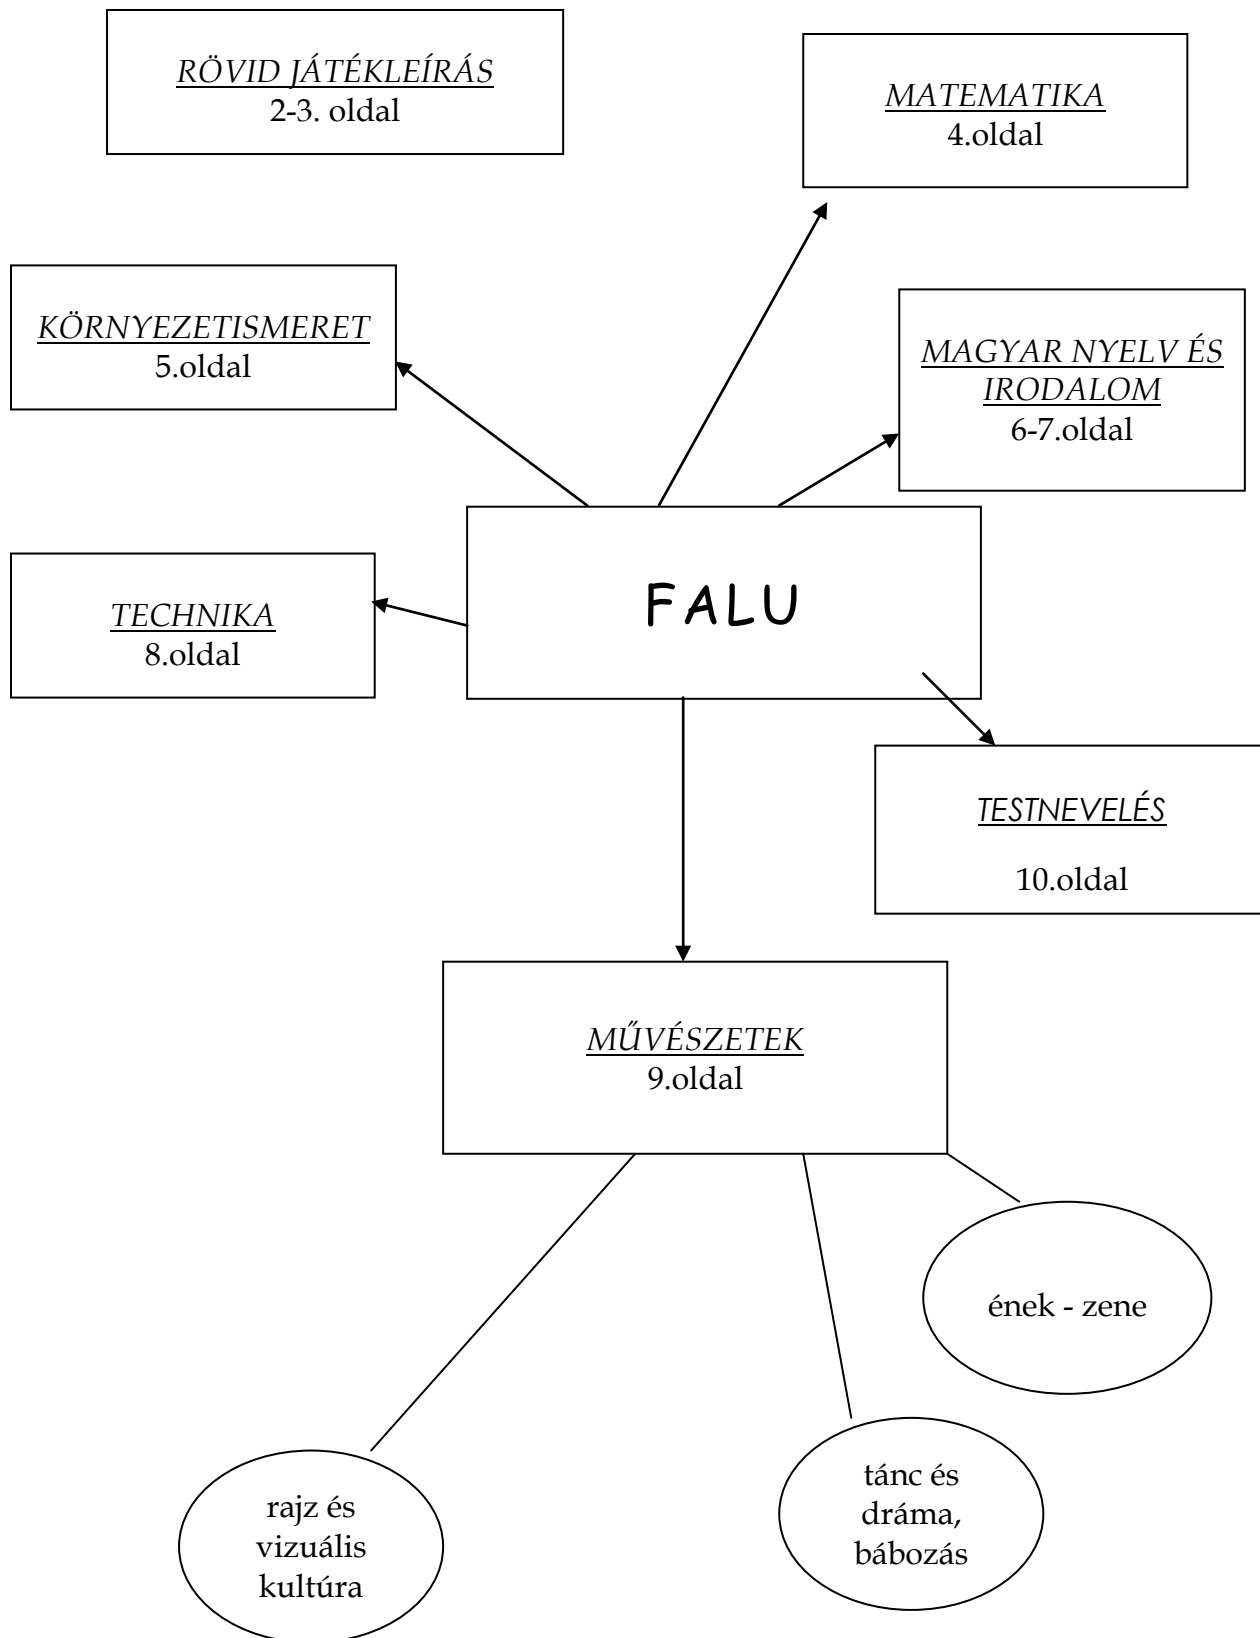 RÖVID JÁTÉKLEÍRÁS
2-3. oldal
MATEMATIKA
4.oldal
KÖRNYEZETISMERET
5.oldal
MAGYAR NYELV ÉS
IRODALOM
6-7.oldal
FALU
TECHNIKA
8.oldal
TESTNEVELÉS
10.oldal
MŰVÉSZETEK
9.oldal
ének - zene
tánc és
dráma,
bábozás
rajz és
vizuális
kultúra